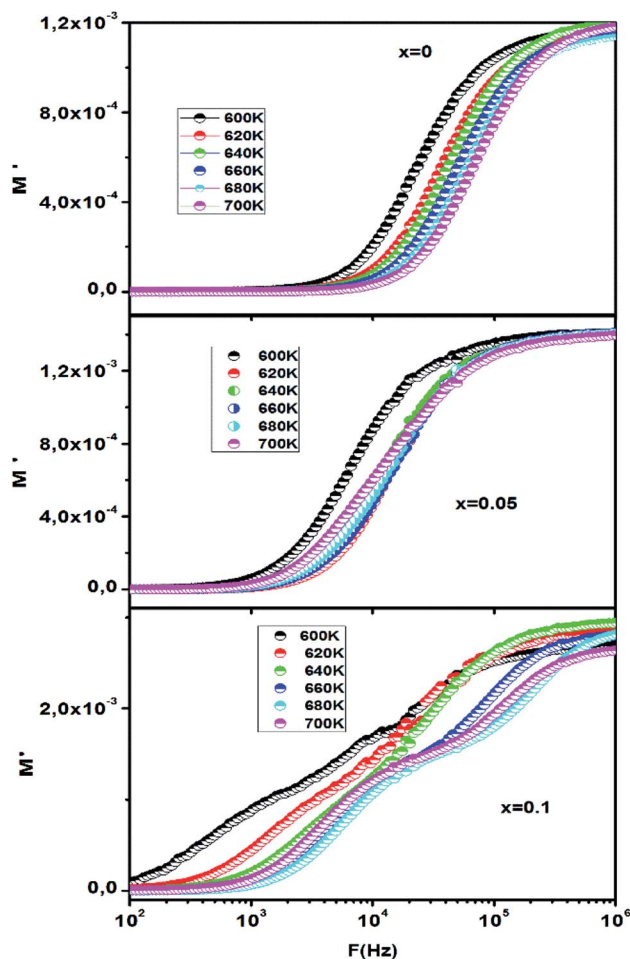 1,2x10⁻³
x=0
8,0x10⁻⁴
600K
620K
640K
660K
680K
700K
M '
4,0x10⁻⁴
0,0
1,2x10⁻³
600K
620K
640K
660K
680K
700K
M '
8,0x10⁻⁴
4,0x10⁻⁴
x=0.05
0,0
600K
620K
640K
660K
680K
700K
2,0x10⁻³
M'
x=0.1
0,0
10² 10³ 10⁴ 10⁵ 10⁶
F(Hz)